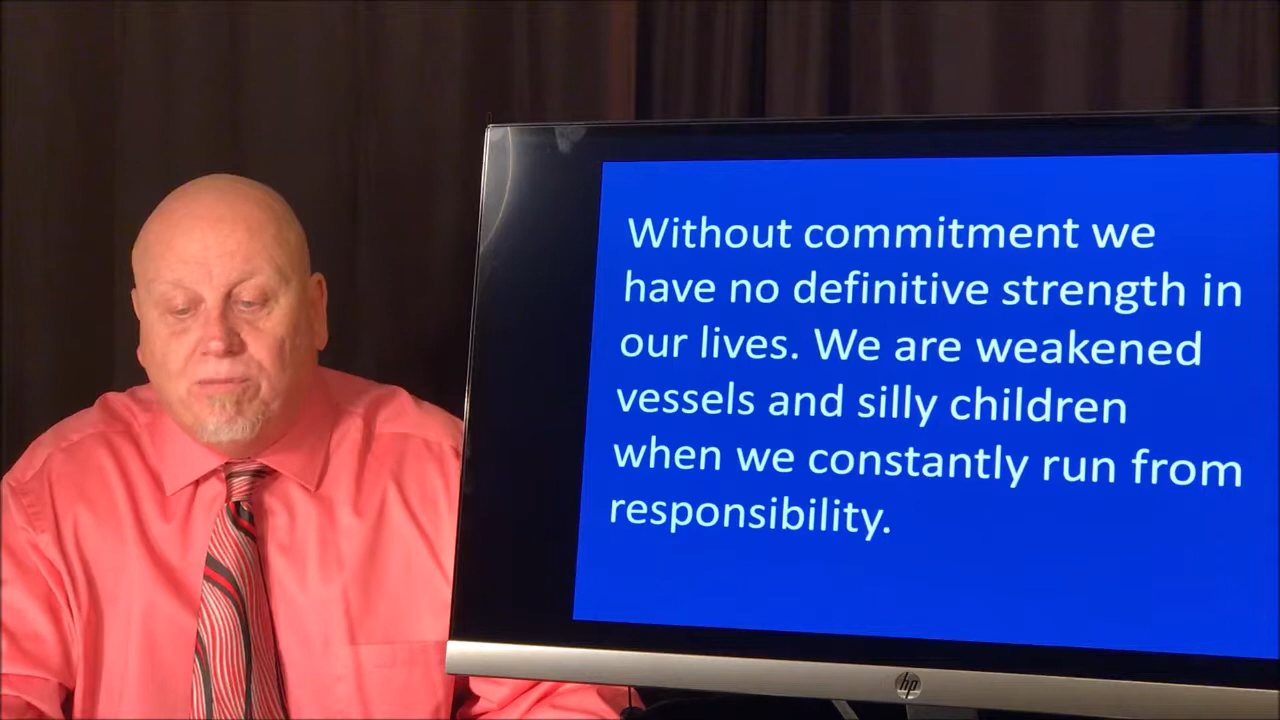 Without commitment we
have no definitive strength in
our lives. We are weakened
vessels and silly children
when we constantly run from
responsibility.
hp